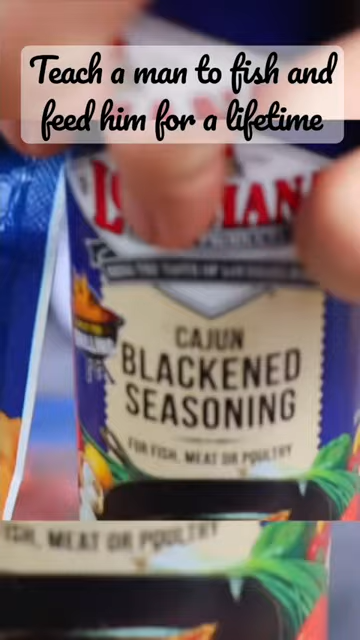 Teach a man to fish and
feed him for a lifetime
CAJUN
BLACKENED
SEASONING
FOR FISH, MEAT OR POULTRY
FISH, MEAT OR POULTRY